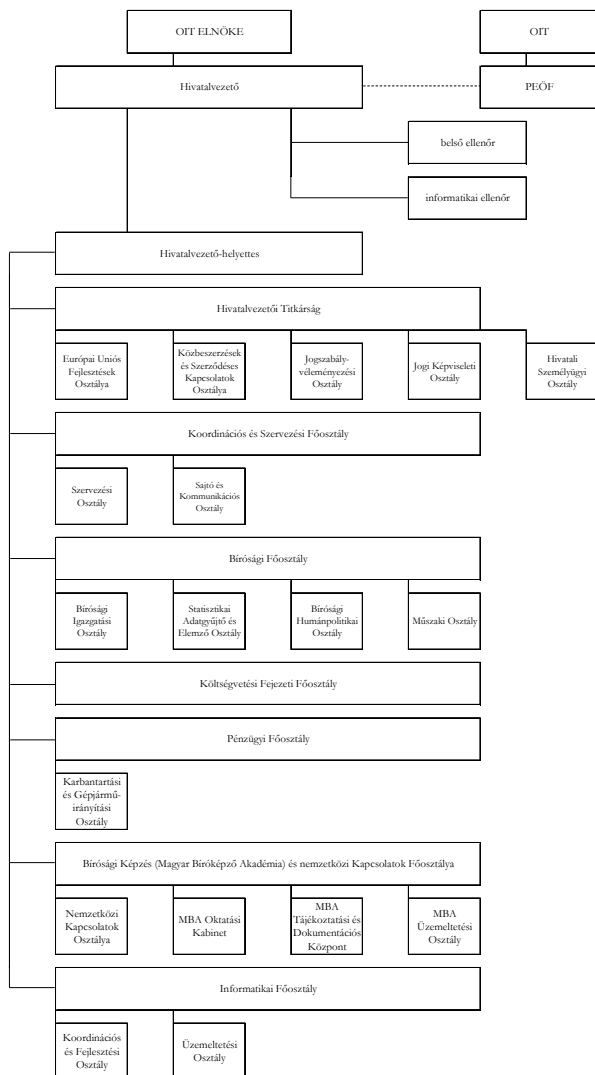 OIT ELNÖKE
OIT
Hivatalvezető
PEÖF
belső ellenőr
informatikai ellenőr
Hivatalvezető-helyettes
Hivatalvezetői Titkárság
Európai Uniós
Fejlesztések
Osztálya
Közbeszerzések
és Szerződéses
Kapcsolatok
Osztálya
Jogszabály-
véleményezési
Osztály
Jogi Képviseleti
Osztály
Hivatali
Személyügyi
Osztály
Koordinációs és Szervezési Főosztály
Szervezési
Osztály
Sajtó és
Kommunikációs
Osztály
Bírósági Főosztály
Bírósági
Igazgatási
Osztály
Statisztikai
Adatgyűjtő és
Elemző Osztály
Bírósági
Humánpolitikai
Osztály
Műszaki Osztály
Költségvetési Fejezeti Főosztály
Pénzügyi Főosztály
Karbantartási
és Gépjármű-
irányítási
Osztály
Bírósági Képzés (Magyar Bíróképző Akadémia) és nemzetközi Kapcsolatok Főosztálya
Nemzetközi
Kapcsolatok
Osztálya
MBA Oktatási
Kabinet
MBA
Tájékoztatási és
Dokumentációs
Központ
MBA
Üzemeltetési
Osztály
Informatikai Főosztály
Koordinációs
és Fejlesztési
Osztály
Üzemeltetési
Osztály